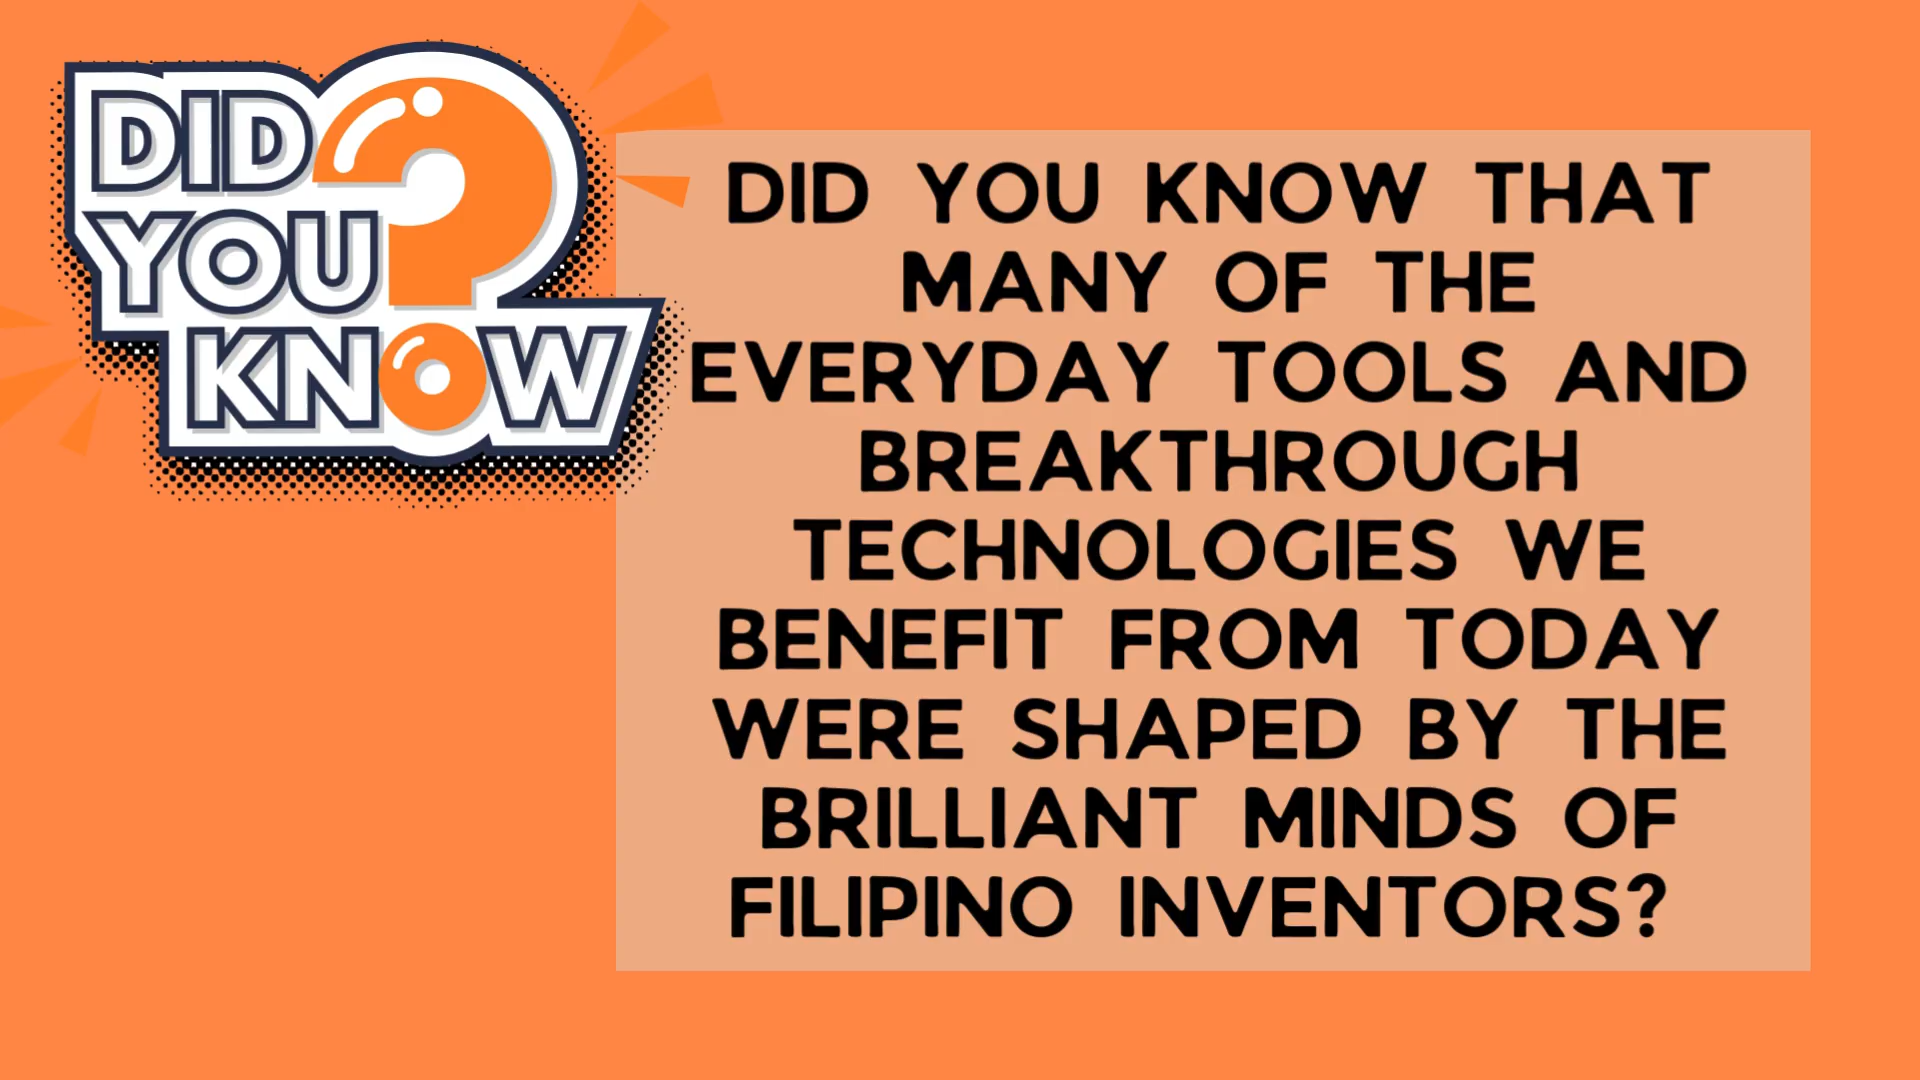 DID
YOU
KNOW
DID YOU KNOW THAT
MANY OF THE
EVERYDAY TOOLS AND
BREAKTHROUGH
TECHNOLOGIES WE
BENEFIT FROM TODAY
WERE SHAPED BY THE
BRILLIANT MINDS OF
FILIPINO INVENTORS?